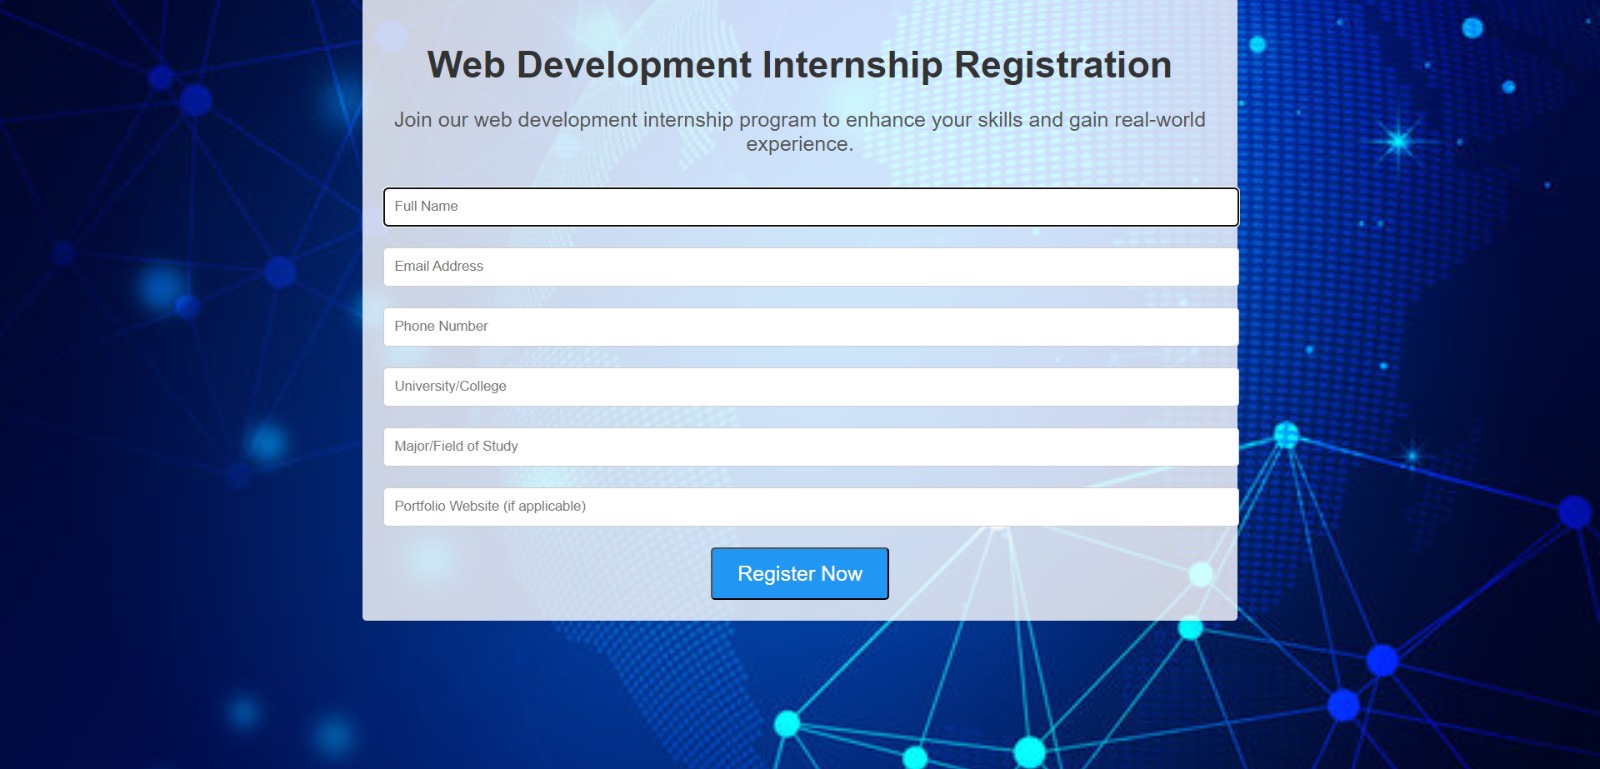 Web Development Internship Registration
Join our web development internship program to enhance your skills and gain real-world
experience.
Full Name
Email Address
Phone Number
University/College
Major/Field of Study
Portfolio Website (if applicable)
Register Now